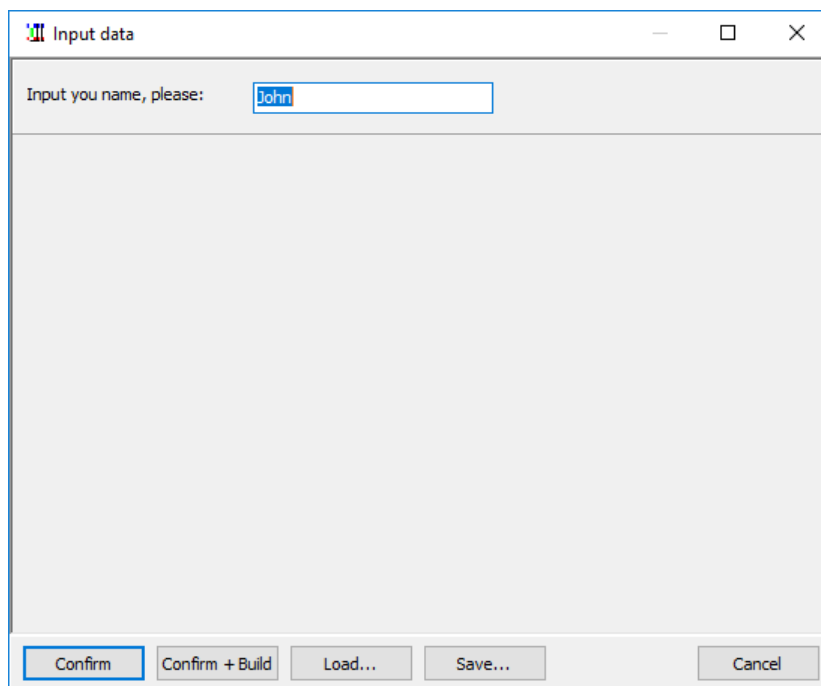 Input data
Input you name, please: John
Confirm Confirm + Build Load... Save... Cancel